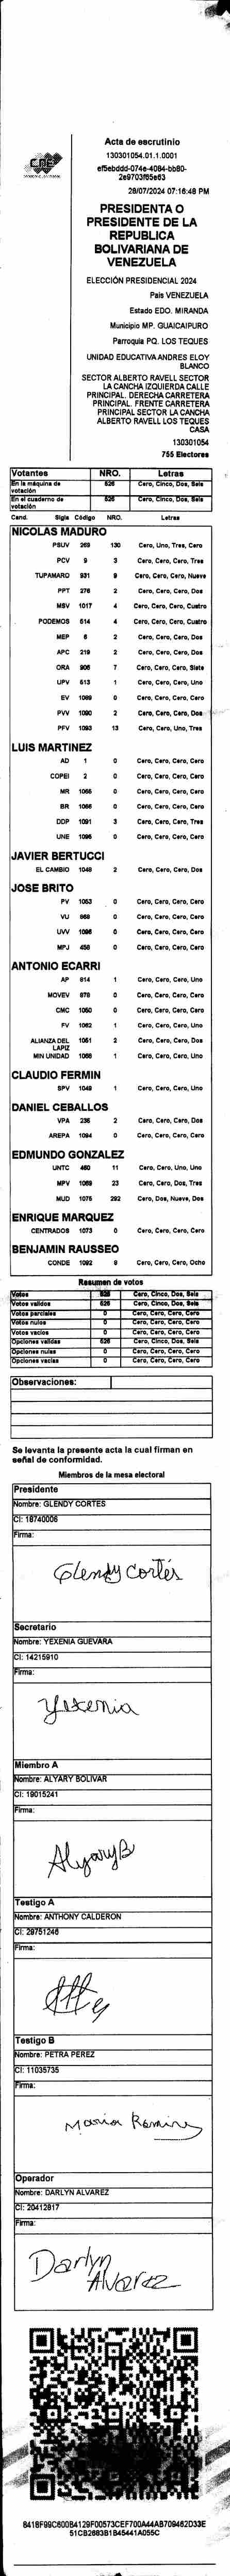 CNE
Acta de escrutinio
130301054.01.1.0001
ef5ebddd-074e-4084-bb80-
2e9703f65e63
28/07/2024 07:16:48 PM
PRESIDENTA O
PRESIDENTE DE LA
REPUBLICA
BOLIVARIANA DE
VENEZUELA
ELECCIÓN PRESIDENCIAL 2024
Pais VENEZUELA
Estado EDO. MIRANDA
Municipio MP. GUAICAIPURO
Parroquia PQ. LOS TEQUES
UNIDAD EDUCATIVA ANDRES ELOY
BLANCO
SECTOR ALBERTO RAVELL SECTOR
LA CANCHA IZQUIERDA CALLE
PRINCIPAL. DERECHA CARRETERA
PRINCIPAL. FRENTE CARRETERA
PRINCIPAL SECTOR LA CANCHA
ALBERTO RAVELL LOS TEQUES
CASA
130301054
755 Electores
Votantes NRO. Letras
En la máquina de votación 526 Cero, Cinco, Dos, Seis
En el cuaderno de votación 526 Cero, Cinco, Dos, Seis
Cand. Sigla Código NRO. Letras
NICOLAS MADURO
PSUV 269 130 Cero, Uno, Tres, Cero
PCV 9 3 Cero, Cero, Cero, Tres
TUPAMARO 931 9 Cero, Cero, Cero, Nueve
PPT 276 2 Cero, Cero, Cero, Dos
MSV 1017 4 Cero, Cero, Cero, Cuatro
PODEMOS 514 4 Cero, Cero, Cero, Cuatro
MEP 6 2 Cero, Cero, Cero, Dos
APC 219 2 Cero, Cero, Cero, Dos
ORA 906 7 Cero, Cero, Cero, Siete
UPV 513 1 Cero, Cero, Cero, Uno
EV 1089 0 Cero, Cero, Cero, Cero
PVV 1090 2 Cero, Cero, Cero, Dos
PFV 1093 13 Cero, Cero, Uno, Tres
LUIS MARTINEZ
AD 1 0 Cero, Cero, Cero, Cero
COPEI 2 0 Cero, Cero, Cero, Cero
MR 1065 0 Cero, Cero, Cero, Cero
BR 1066 0 Cero, Cero, Cero, Cero
DDP 1091 3 Cero, Cero, Cero, Tres
UNE 1095 0 Cero, Cero, Cero, Cero
JAVIER BERTUCCI
EL CAMBIO 1048 2 Cero, Cero, Cero, Dos
JOSE BRITO
PV 1053 0 Cero, Cero, Cero, Cero
VU 868 0 Cero, Cero, Cero, Cero
UVV 1096 0 Cero, Cero, Cero, Cero
MPJ 458 0 Cero, Cero, Cero, Cero
ANTONIO ECARRI
AP 814 1 Cero, Cero, Cero, Uno
MOVEV 878 0 Cero, Cero, Cero, Cero
CMC 1050 0 Cero, Cero, Cero, Cero
FV 1062 1 Cero, Cero, Cero, Uno
ALIANZA DEL LAPIZ 1051 2 Cero, Cero, Cero, Dos
MIN UNIDAD 1068 1 Cero, Cero, Cero, Uno
CLAUDIO FERMIN
SPV 1049 1 Cero, Cero, Cero, Uno
DANIEL CEBALLOS
VPA 236 2 Cero, Cero, Cero, Dos
AREPA 1094 0 Cero, Cero, Cero, Cero
EDMUNDO GONZALEZ
UNTC 460 11 Cero, Cero, Uno, Uno
MPV 1069 23 Cero, Cero, Dos, Tres
MUD 1075 292 Cero, Dos, Nueve, Dos
ENRIQUE MARQUEZ
CENTRADOS 1073 0 Cero, Cero, Cero, Cero
BENJAMIN RAUSSEO
CONDE 1092 8 Cero, Cero, Cero, Ocho
Resumen de votos
Votos 526 Cero, Cinco, Dos, Seis
Votos validos 526 Cero, Cinco, Dos, Seis
Votos parciales 0 Cero, Cero, Cero, Cero
Votos nulos 0 Cero, Cero, Cero, Cero
Votos vacios 0 Cero, Cero, Cero, Cero
Opciones validas 526 Cero, Cinco, Dos, Seis
Opciones nulas 0 Cero, Cero, Cero, Cero
Opciones vacias 0 Cero, Cero, Cero, Cero
Observaciones:
Se levanta la presente acta la cual firman en
señal de conformidad.
Miembros de la mesa electoral
Presidente
Nombre: GLENDY CORTES
CI: 18740006
Firma:
Glendy Cortés
Secretario
Nombre: YEXENIA GUEVARA
CI: 14215910
Firma:
Yexenia
Miembro A
Nombre: ALYARY BOLIVAR
CI: 19015241
Firma:
AlyaryB
Testigo A
Nombre: ANTHONY CALDERON
CI: 29751246
Firma:
Testigo B
Nombre: PETRA PEREZ
CI: 11035735
Firma:
Maria Ramirez
Operador
Nombre: DARLYN ALVAREZ
CI: 20412817
Firma:
Darlyn
Alvarez
8418F99C600B4129F00573CEF700A44AB709462D33E
51CB2683B1B45441A055C